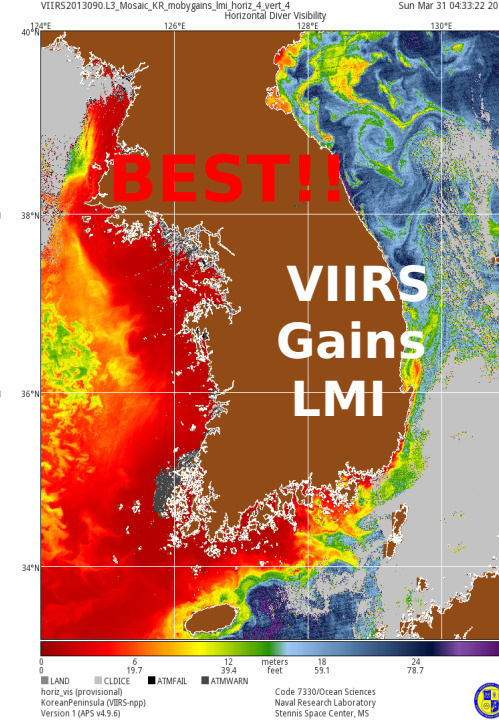 VIIRS2013090.L3_Mosaic_KR_mobygains_lmi_horiz_4_vert_4 Sun Mar 31 04:33:22 20
Horizontal Diver Visibility
124°E 126°E 128°E 130°E
40°N
BEST!!
38°N
VIIRS
Gains
36°N
LMI
34°N
0 6 12 meters 18 24
0 19.7 39.4 feet 59.1 78.7
LAND CLDICE ATMFAIL ATMWARN
horiz_vis (provisional) Code 7330/Ocean Sciences
KoreanPeninsula (VIIRS-npp) Naval Research Laboratory
Version 1 (APS v4.9.6) Stennis Space Center, MS